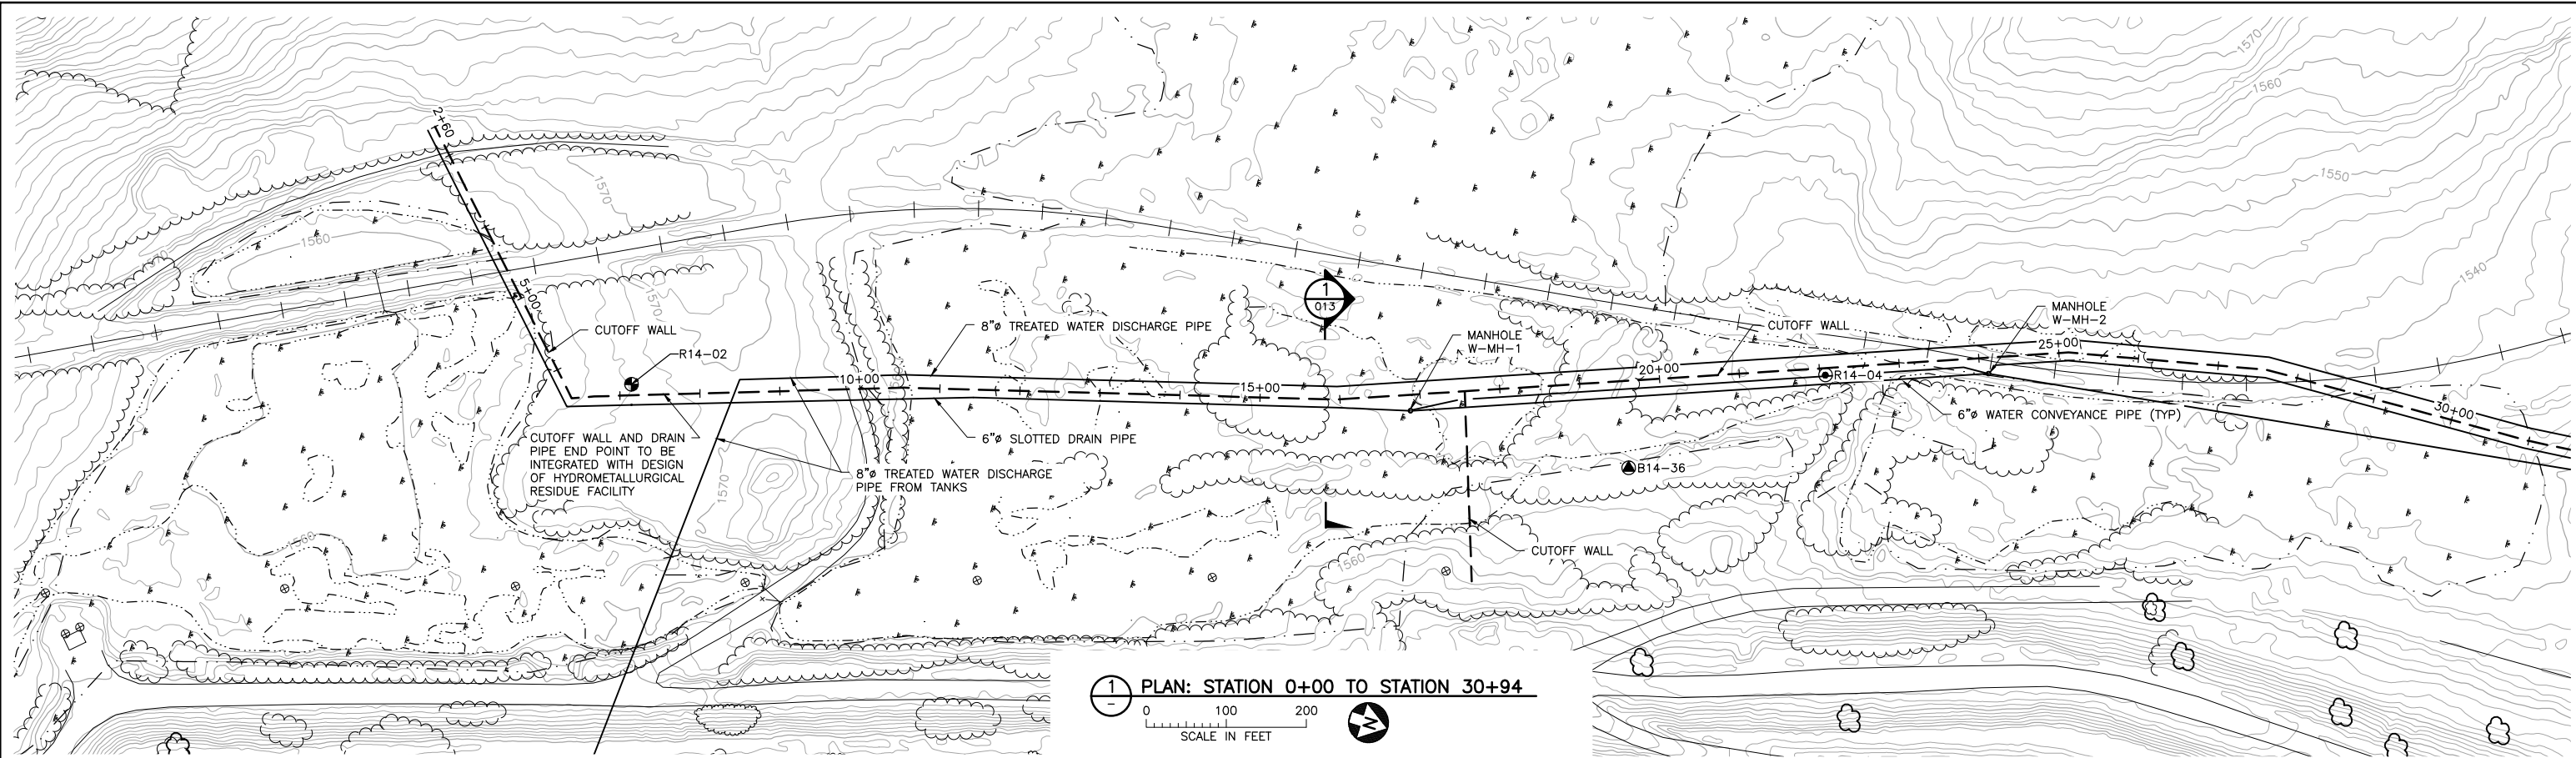 1570
1560
2+60
1570
1550
1560
1570
1540
5+00
1570
1
013
CUTOFF WALL
8"ø TREATED WATER DISCHARGE PIPE
MANHOLE
W-MH-1
CUTOFF WALL
MANHOLE
W-MH-2
R14-02
10+00
15+00
20+00
R14-04
25+00
30+00
CUTOFF WALL AND DRAIN
PIPE END POINT TO BE
INTEGRATED WITH DESIGN
OF HYDROMETALLURGICAL
RESIDUE FACILITY
6"ø SLOTTED DRAIN PIPE
6"ø WATER CONVEYANCE PIPE (TYP)
8"ø TREATED WATER DISCHARGE
PIPE FROM TANKS
B14-36
1570
1560
CUTOFF WALL
1560
1
-
PLAN: STATION 0+00 TO STATION 30+94
0 100 200
SCALE IN FEET
N